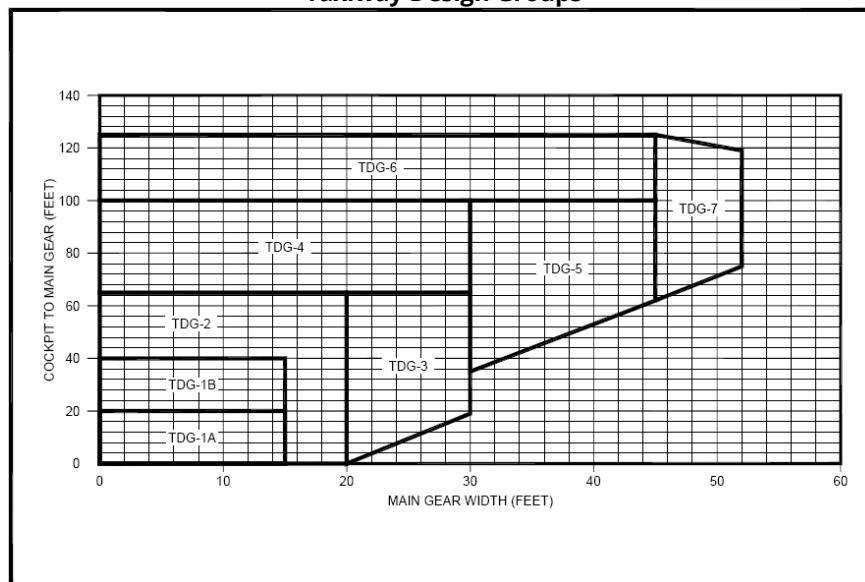 Taxiway Design Groups
140
120
100
80
60
40
20
0
COCKPIT TO MAIN GEAR (FEET)
TDG-6
TDG-7
TDG-4
TDG-5
TDG-2
TDG-3
TDG-1B
TDG-1A
0 10 20 30 40 50 60
MAIN GEAR WIDTH (FEET)